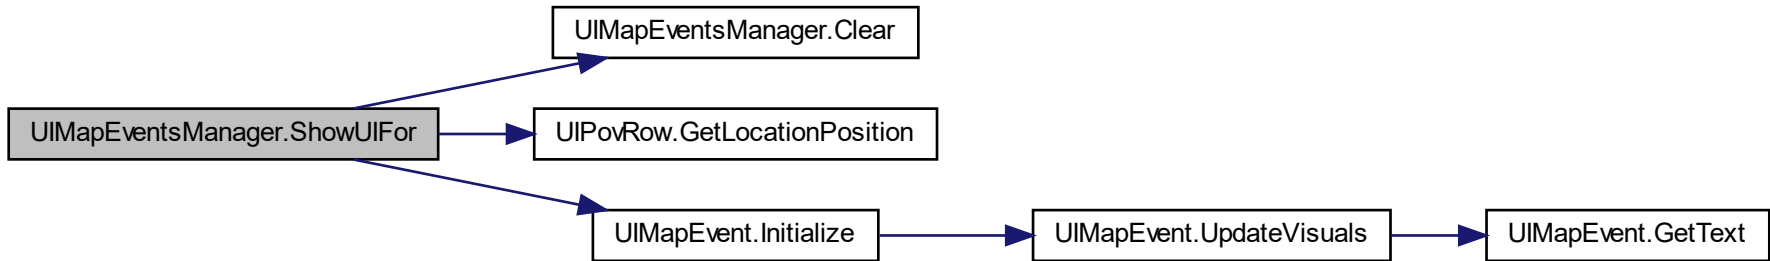 UIMapEventsManager.Clear
UIMapEventsManager.ShowUIFor
UIPovRow.GetLocationPosition
UIMapEvent.Initialize
UIMapEvent.UpdateVisuals
UIMapEvent.GetText